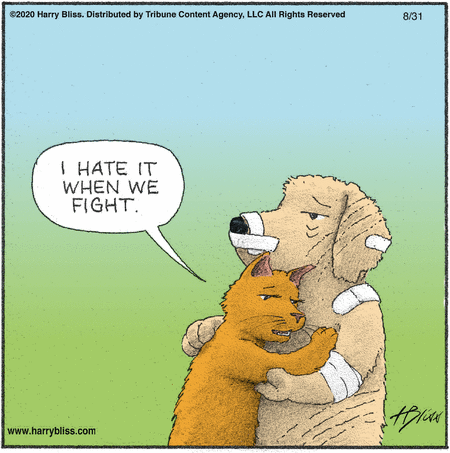 ©2020 Harry Bliss. Distributed by Tribune Content Agency, LLC All Rights Reserved
8/31
I HATE IT
WHEN WE
FIGHT.
HBliss
www.harrybliss.com